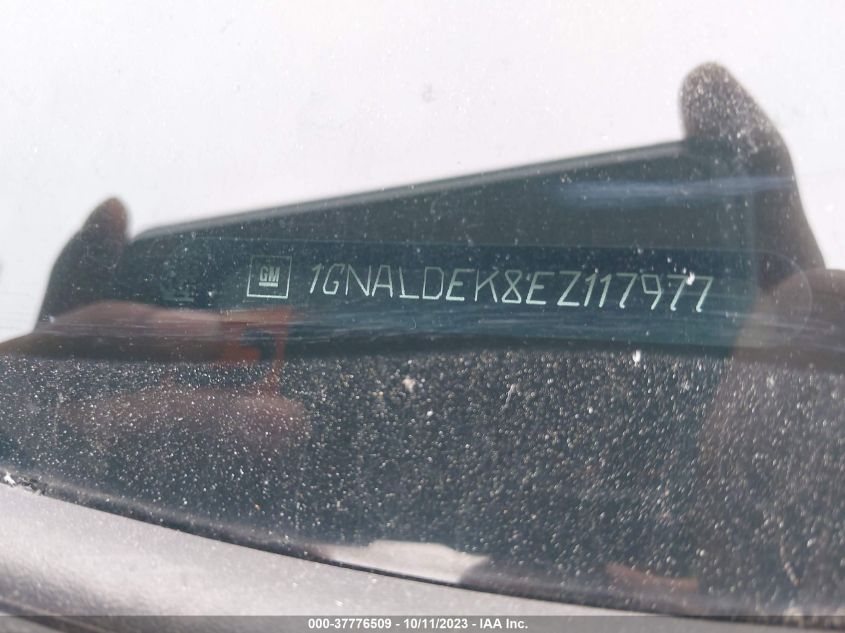 GM 1GNALDEK8EZ117977
000-37776509 - 10/11/2023 - IAA Inc.